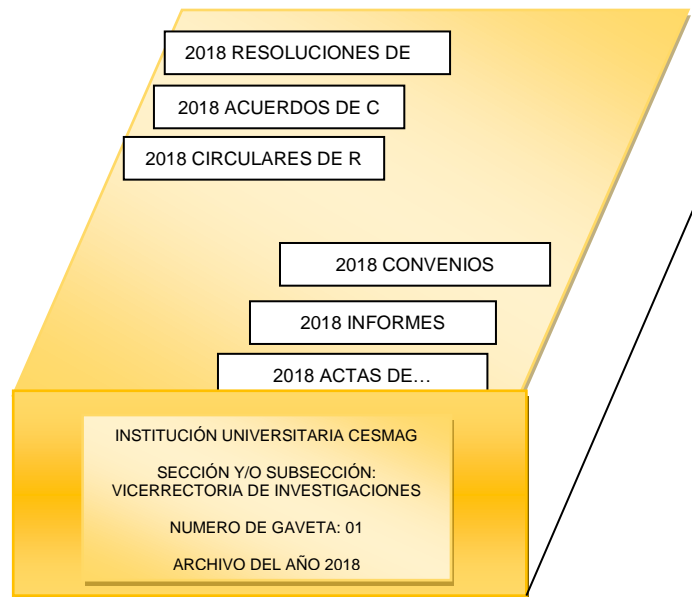 2018 RESOLUCIONES DE
2018 ACUERDOS DE C
2018 CIRCULARES DE R
2018 CONVENIOS
2018 INFORMES
2018 ACTAS DE…
INSTITUCIÓN UNIVERSITARIA CESMAG
SECCIÓN Y/O SUBSECCIÓN:
VICERRECTORIA DE INVESTIGACIONES
NUMERO DE GAVETA: 01
ARCHIVO DEL AÑO 2018